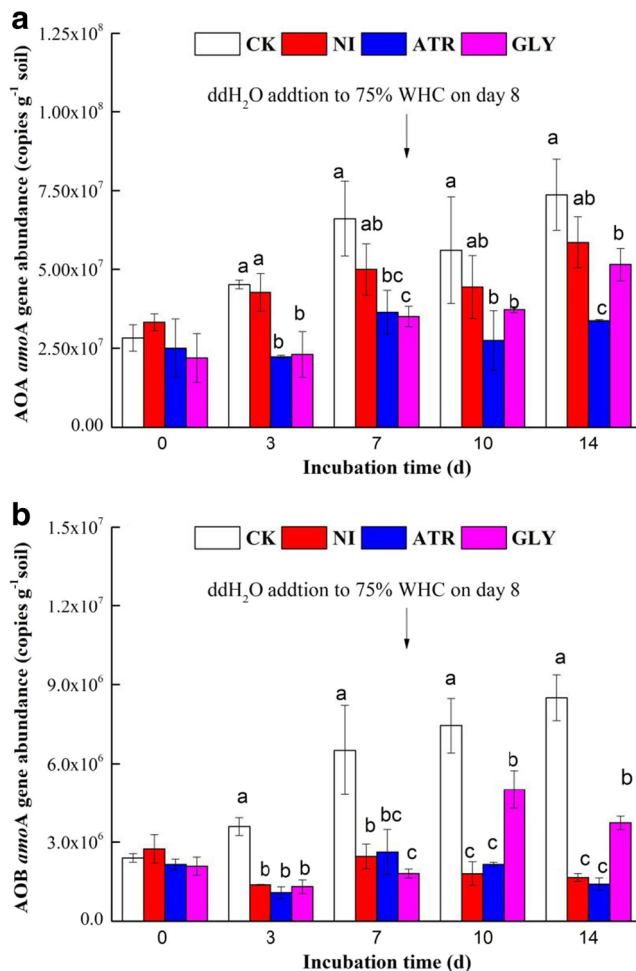 a
CK NI ATR GLY
ddH2O addtion to 75% WHC on day 8
AOA amoA gene abundance (copies g-1 soil)
1.25x10^8
1.00x10^8
7.50x10^7
5.00x10^7
2.50x10^7
0.00
a a b b
a ab bc c
a ab b b
a ab c b
0 3 7 10 14
Incubation time (d)
b
CK NI ATR GLY
ddH2O addtion to 75% WHC on day 8
AOB amoA gene abundance (copies g-1soil)
1.5x10^7
1.2x10^7
9.0x10^6
6.0x10^6
3.0x10^6
0.0
a b b b
a b bc c
a c c b
a c c b
0 3 7 10 14
Incubation time (d)